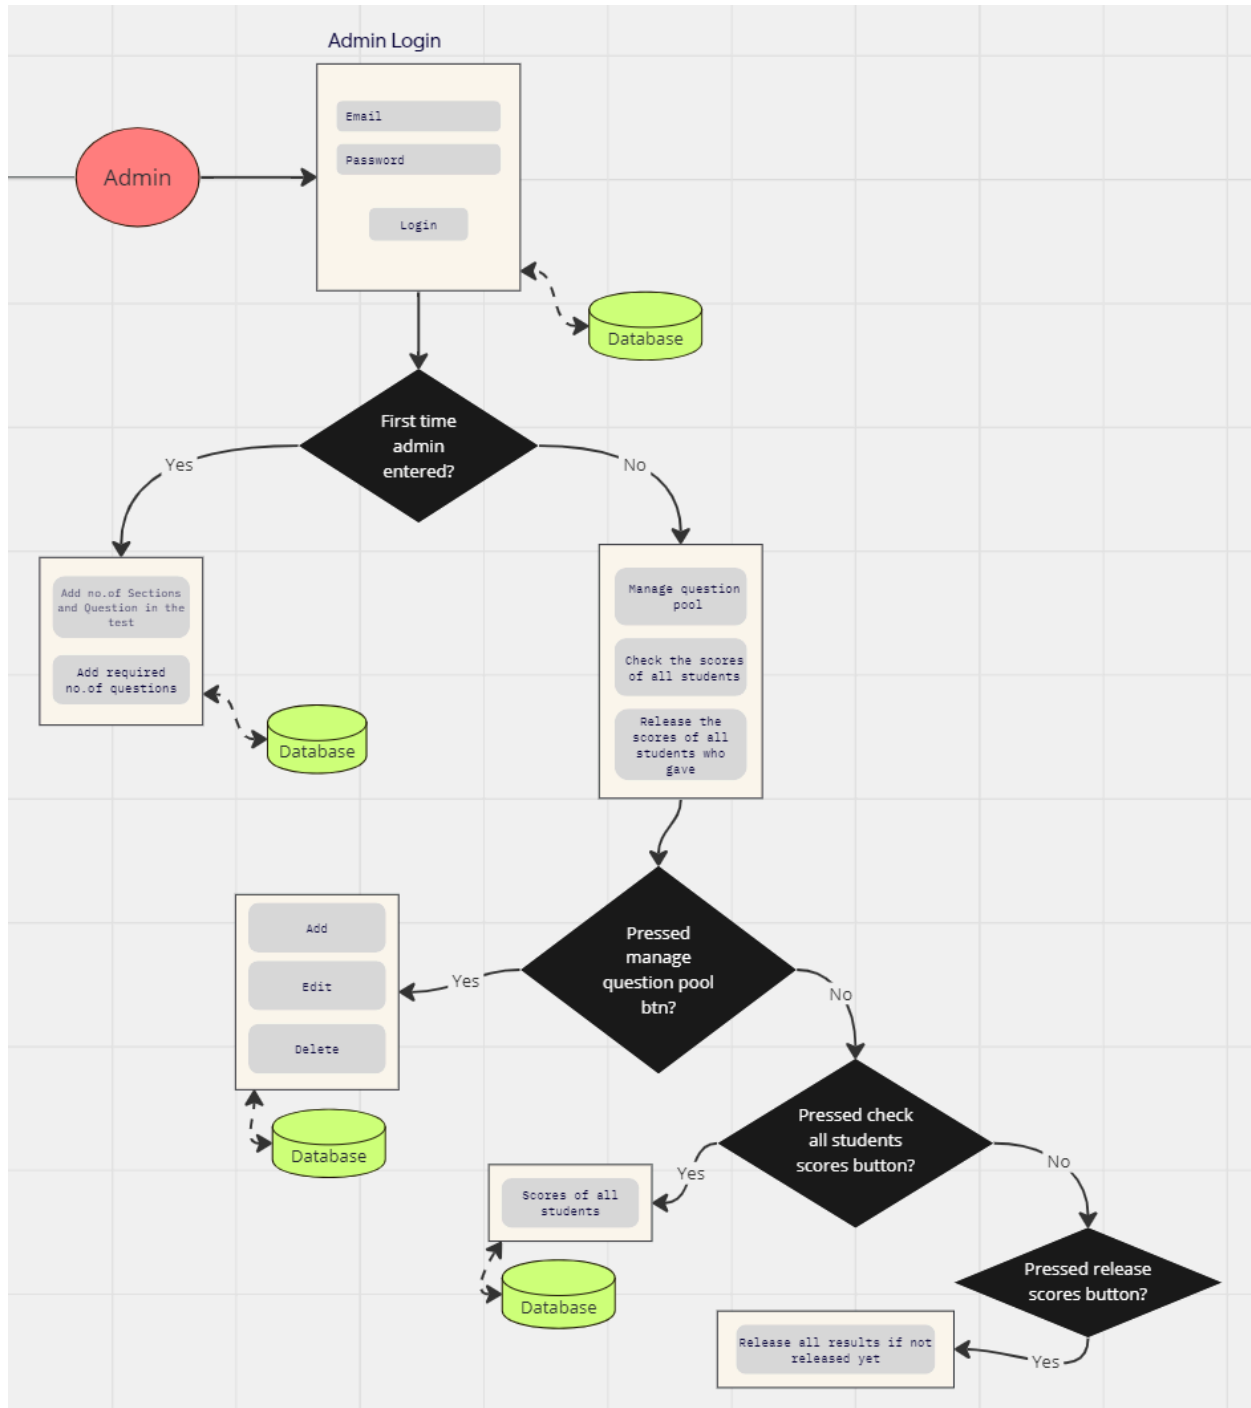 Admin Login
Email
Password
Login
Admin
Database
First time
admin
entered?
Yes
No
Add no.of Sections
and Question in the
test
Add required
no.of questions
Database
Manage question
pool
Check the scores
of all students
Release the
scores of all
students who
gave
Pressed
manage
question pool
btn?
Yes
No
Add
Edit
Delete
Database
Pressed check
all students
scores button?
Yes
No
Scores of all
students
Database
Pressed release
scores button?
Yes
Release all results if not
released yet